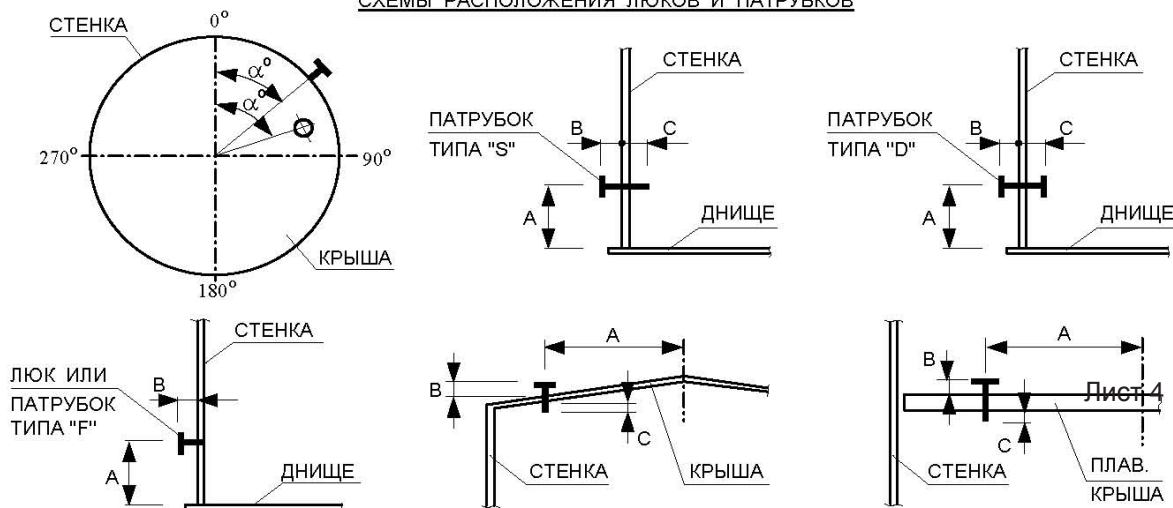 СХЕМЫ РАСПОЛОЖЕНИЯ ЛЮКОВ И ПАТРУБКОВ
СТЕНКА
0°
α°
α°
270°
90°
КРЫША
180°
СТЕНКА
ПАТРУБОК
ТИПА "S"
B
C
A
ДНИЩЕ
СТЕНКА
ПАТРУБОК
ТИПА "D"
B
C
A
ДНИЩЕ
СТЕНКА
ЛЮК ИЛИ
ПАТРУБОК
ТИПА "F"
B
A
ДНИЩЕ
A
B
C
СТЕНКА
КРЫША
A
B
Лист 4
C
СТЕНКА
ПЛАВ.
КРЫША